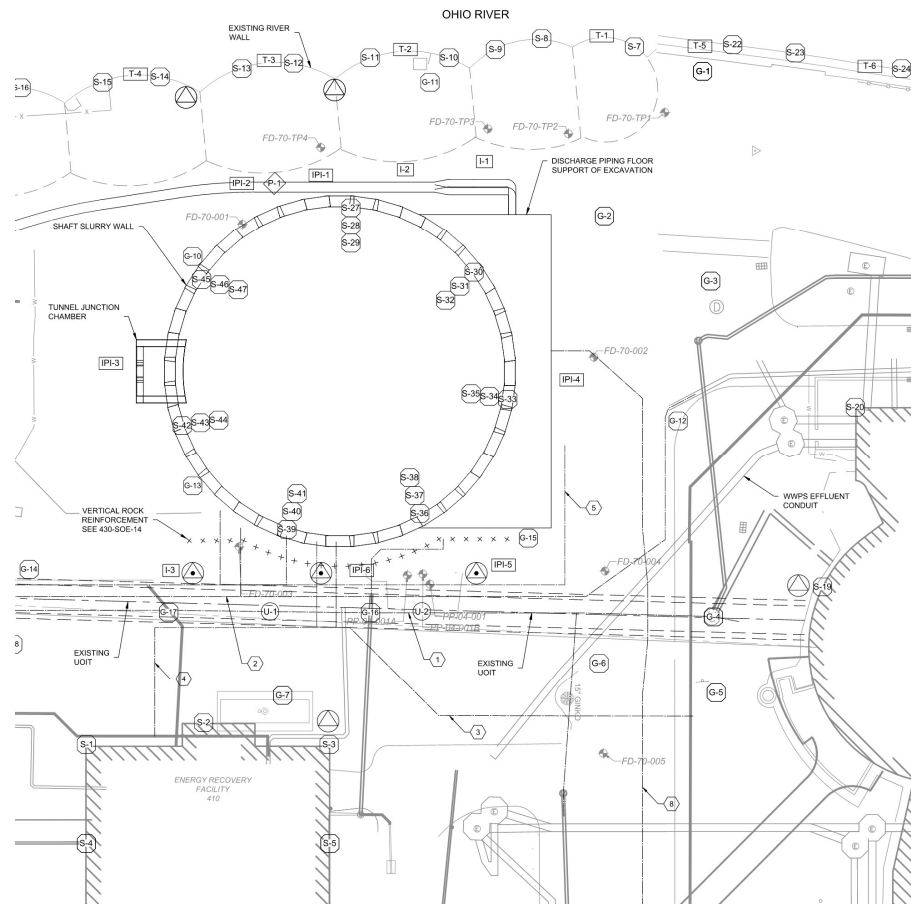 OHIO RIVER
EXISTING RIVER
WALL
T-1
S-7
S-8
S-9
T-2
S-10
S-11
G-11
T-3
S-12
S-13
T-4
S-14
S-15
S-16
T-5
S-22
S-23
T-6
S-24
G-1
X
X
FD-70-TP4
FD-70-TP3
FD-70-TP2
FD-70-TP1
I-1
I-2
IPI-1
IPI-2
P-1
DISCHARGE PIPING FLOOR
SUPPORT OF EXCAVATION
SHAFT SLURRY WALL
FD-70-001
S-27
S-28
S-29
G-2
G-10
S-45
S-46
S-47
S-30
S-31
S-32
G-3
E
E
D
W
W
W
W
W
TUNNEL JUNCTION
CHAMBER
IPI-3
FD-70-002
IPI-4
S-35
S-34
S-33
S-42
S-43
S-44
G-12
S-20
E
E
G-13
S-41
S-40
S-39
S-38
S-37
S-36
WWPS EFFLUENT
CONDUIT
5
VERTICAL ROCK
REINFORCEMENT
SEE 430-SOE-14
G-15
G-14
I-3
IPI-6
IPI-5
FD-70-003
FD-70-004
S-19
G-17
U-1
G-16
U-2
PP-04-001
G-4
EXISTING
UOIT
2
1
EXISTING
UOIT
4
G-6
G-5
15" GINKO
G-7
S-2
3
S-1
S-3
FD-70-005
ENERGY RECOVERY
FACILITY
410
8
S-4
S-5
E
E
E
E